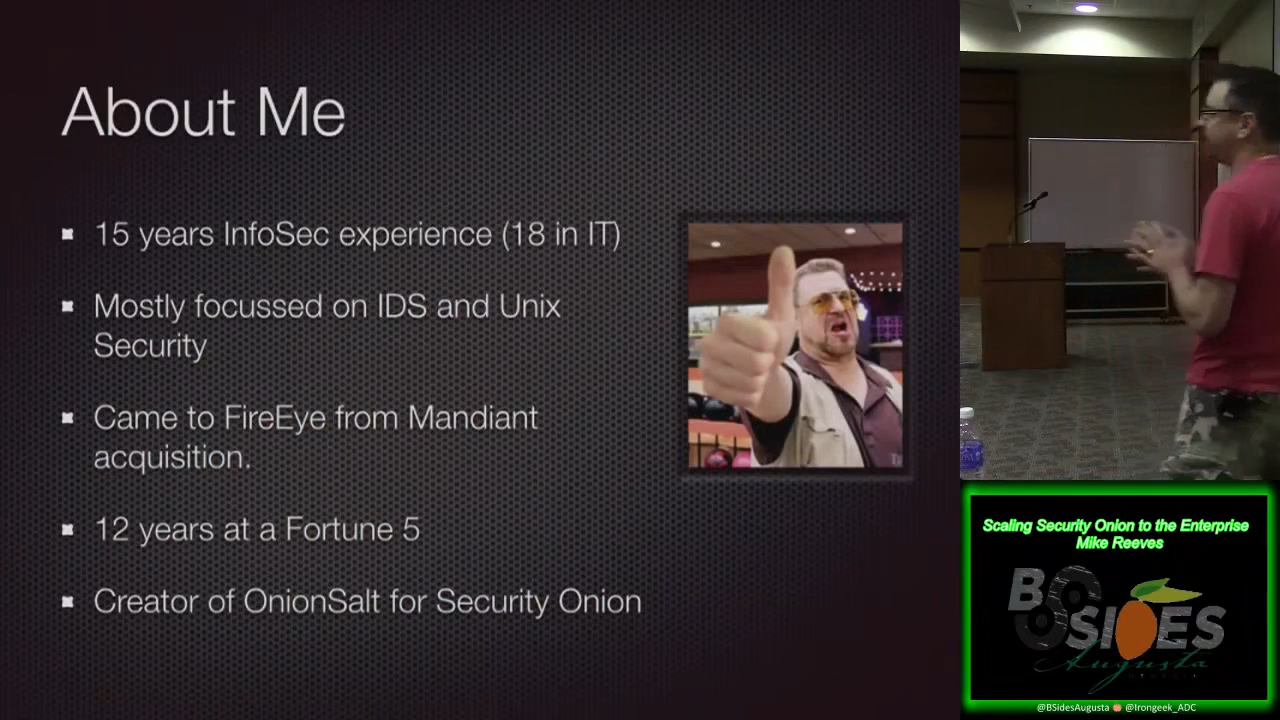 About Me
15 years InfoSec experience (18 in IT)
Mostly focussed on IDS and Unix
Security
Came to FireEye from Mandiant
acquisition.
12 years at a Fortune 5
Creator of OnionSalt for Security Onion
Scaling Security Onion to the Enterprise
Mike Reeves
BSIDES
Augusta
@BSidesAugusta @Irongeek_ADC